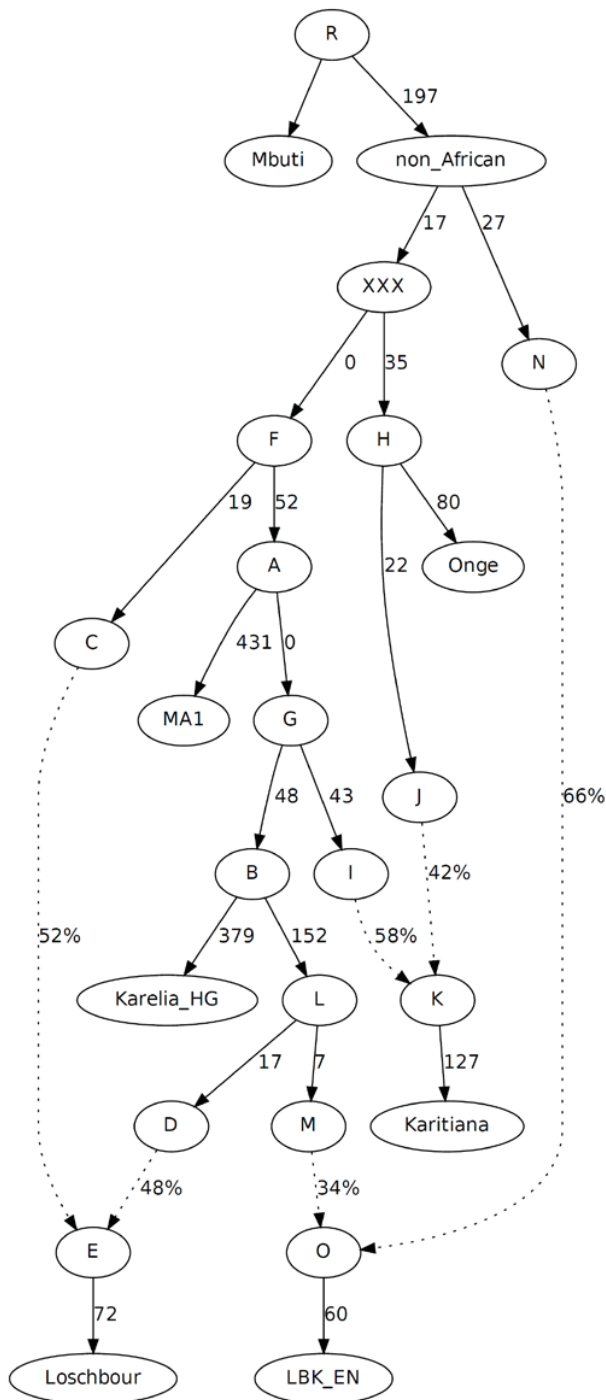 R
197
Mbuti
non_African
17
27
XXX
N
0
35
F
H
19
52
80
A
Onge
22
C
431
0
MA1
G
J
48
43
66%
B
I
42%
52%
379
152
58%
Karelia_HG
L
K
17
7
127
D
M
Karitiana
48%
34%
E
O
72
60
Loschbour
LBK_EN